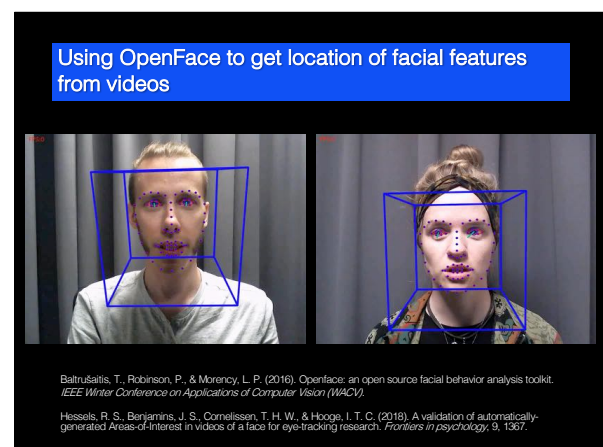 Using OpenFace to get location of facial features
from videos
Baltrušaitis, T., Robinson, P., & Morency, L. P. (2016). Openface: an open source facial behavior analysis toolkit.
IEEE Winter Conference on Applications of Computer Vision (WACV).
Hessels, R. S., Benjamins, J. S., Cornelissen, T. H. W., & Hooge, I. T. C. (2018). A validation of automatically-
generated Areas-of-Interest in videos of a face for eye-tracking research. Frontiers in psychology, 9, 1367.